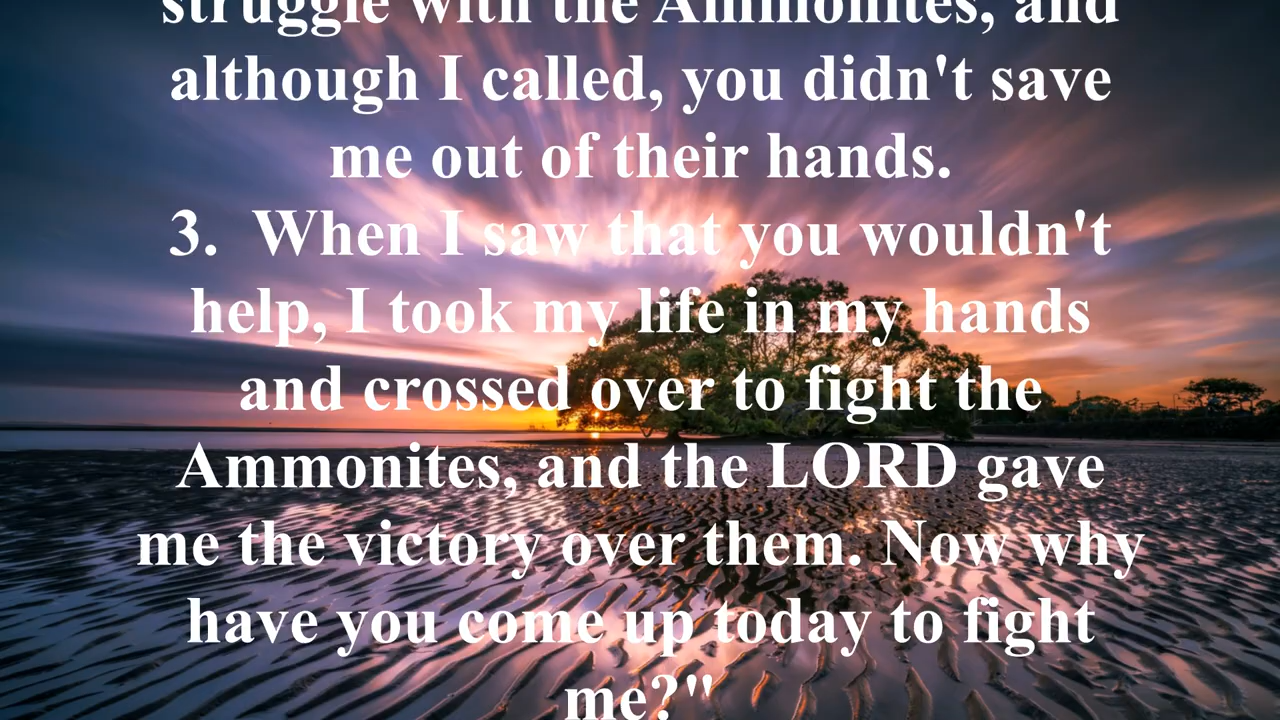 struggle with the Ammonites, and
although I called, you didn't save
me out of their hands.
3. When I saw that you wouldn't
help, I took my life in my hands
and crossed over to fight the
Ammonites, and the LORD gave
me the victory over them. Now why
have you come up today to fight
me?"